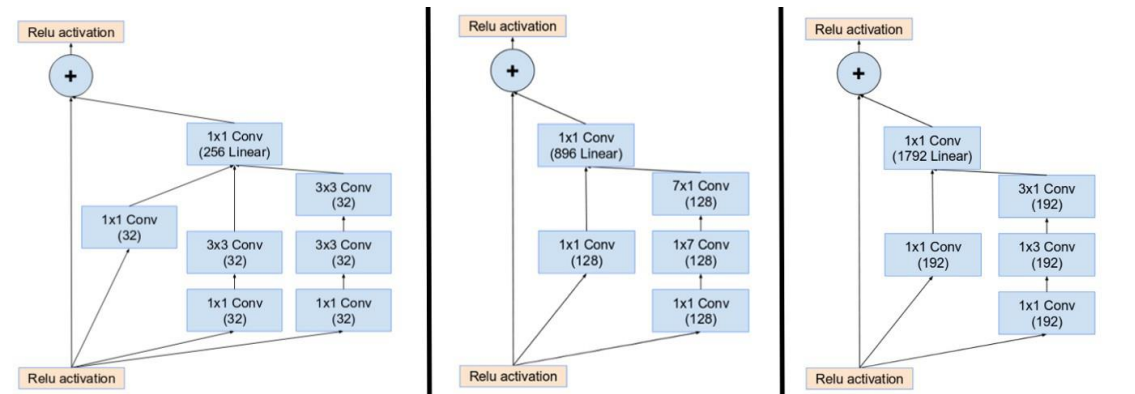 Relu activation
+
1x1 Conv
(256 Linear)
3x3 Conv
(32)
1x1 Conv
(32)
3x3 Conv
(32)
3x3 Conv
(32)
1x1 Conv
(32)
1x1 Conv
(32)
Relu activation
Relu activation
+
1x1 Conv
(896 Linear)
7x1 Conv
(128)
1x1 Conv
(128)
1x7 Conv
(128)
1x1 Conv
(128)
Relu activation
Relu activation
+
1x1 Conv
(1792 Linear)
3x1 Conv
(192)
1x1 Conv
(192)
1x3 Conv
(192)
1x1 Conv
(192)
Relu activation